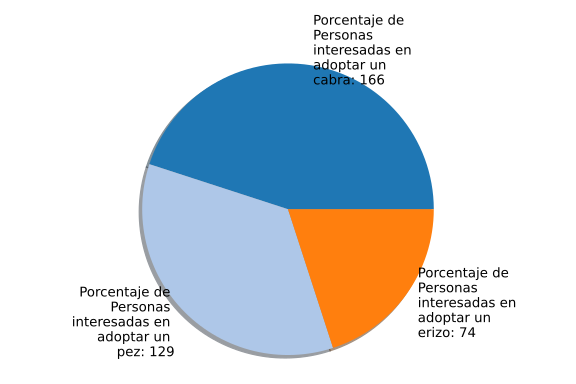 Porcentaje de
Personas
interesadas en
adoptar un
cabra: 166
Porcentaje de
Personas
interesadas en
adoptar un
pez: 129
Porcentaje de
Personas
interesadas en
adoptar un
erizo: 74